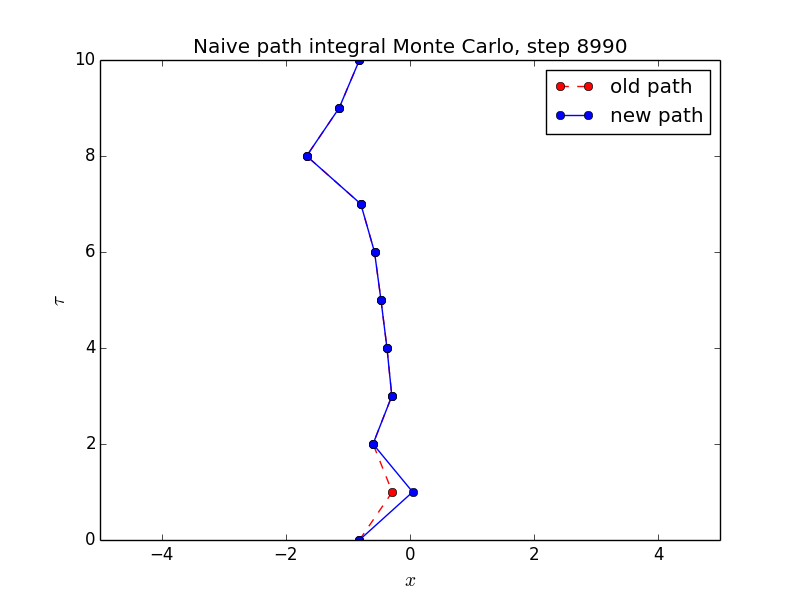 Naive path integral Monte Carlo, step 8990
10
8
6
4
2
0
τ
old path
new path
−4 −2 0 2 4
x